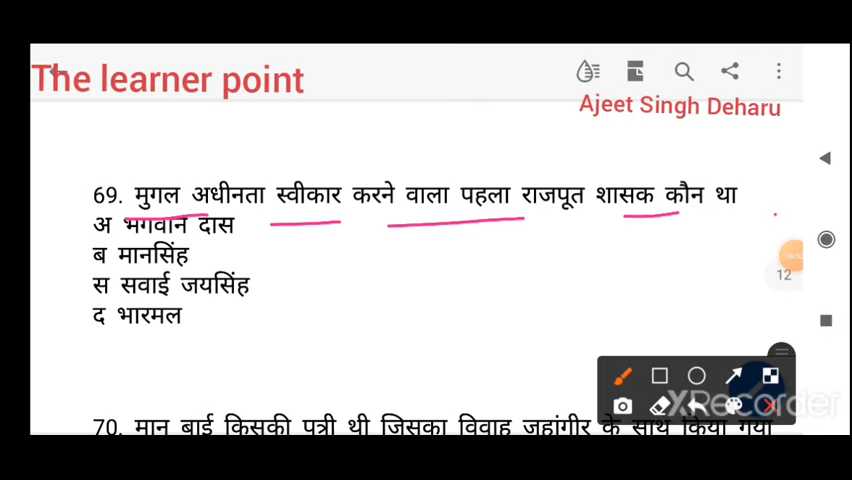 The learner point
Ajeet Singh Deharu
69. मुगल अधीनता स्वीकार करने वाला पहला राजपूत शासक कौन था
अ भगवान दास
ब मानसिंह
स सवाई जयसिंह
द भारमल
12
XRecorder
70. मान बाई किसकी पुत्री थी जिसका विवाह जहांगीर के साथ किया गया